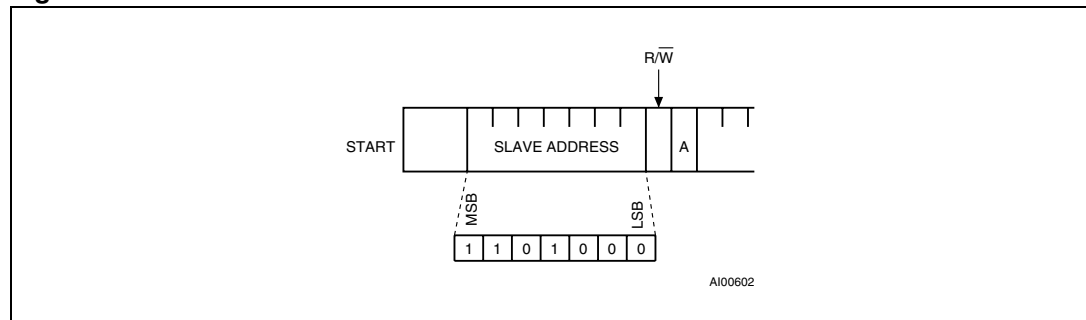 R/W̅
START
SLAVE ADDRESS
A
MSB
LSB
1 1 0 1 0 0 0
AI00602